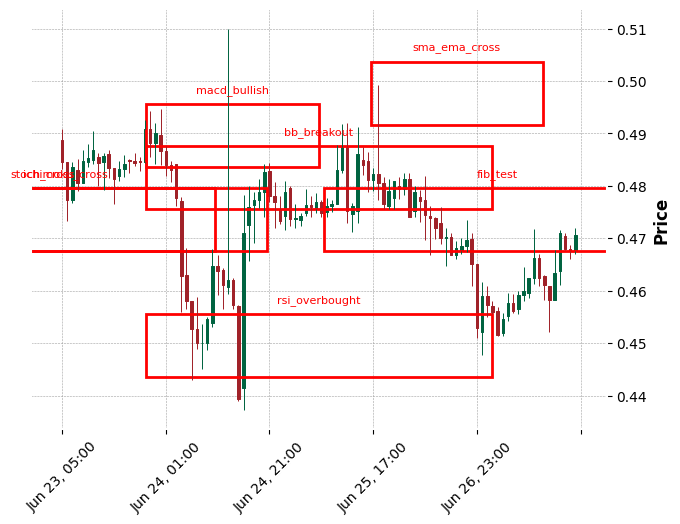 sma_ema_cross
macd_bullish
bb_breakout
fib_test
rsi_overbought
0.51
0.50
0.49
0.48
0.47
0.46
0.45
0.44
Price
Jun 23, 05:00
Jun 24, 01:00
Jun 24, 21:00
Jun 25, 17:00
Jun 26, 23:00